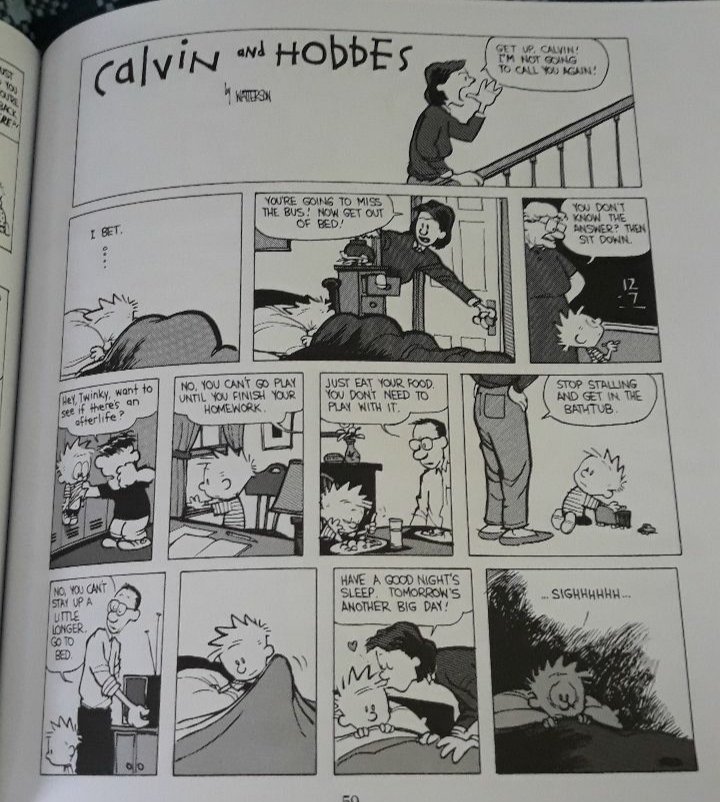 Calvin and Hobbes
by Watterson
GET UP, CALVIN!
I'M NOT GOING
TO CALL YOU AGAIN!
I BET.
YOU'RE GOING TO MISS
THE BUS! NOW GET OUT
OF BED!
YOU DON'T
KNOW THE
ANSWER? THEN
SIT DOWN.
12
- 7
Hey, Twinky, want to
see if there's an
afterlife?
NO, YOU CAN'T GO PLAY
UNTIL YOU FINISH YOUR
HOMEWORK.
JUST EAT YOUR FOOD.
YOU DON'T NEED TO
PLAY WITH IT.
STOP STALLING
AND GET IN THE
BATHTUB.
NO, YOU CAN'T
STAY UP A
LITTLE
LONGER.
GO TO
BED.
HAVE A GOOD NIGHT'S
SLEEP. TOMORROW'S
ANOTHER BIG DAY!
...SIGHHHHHH...